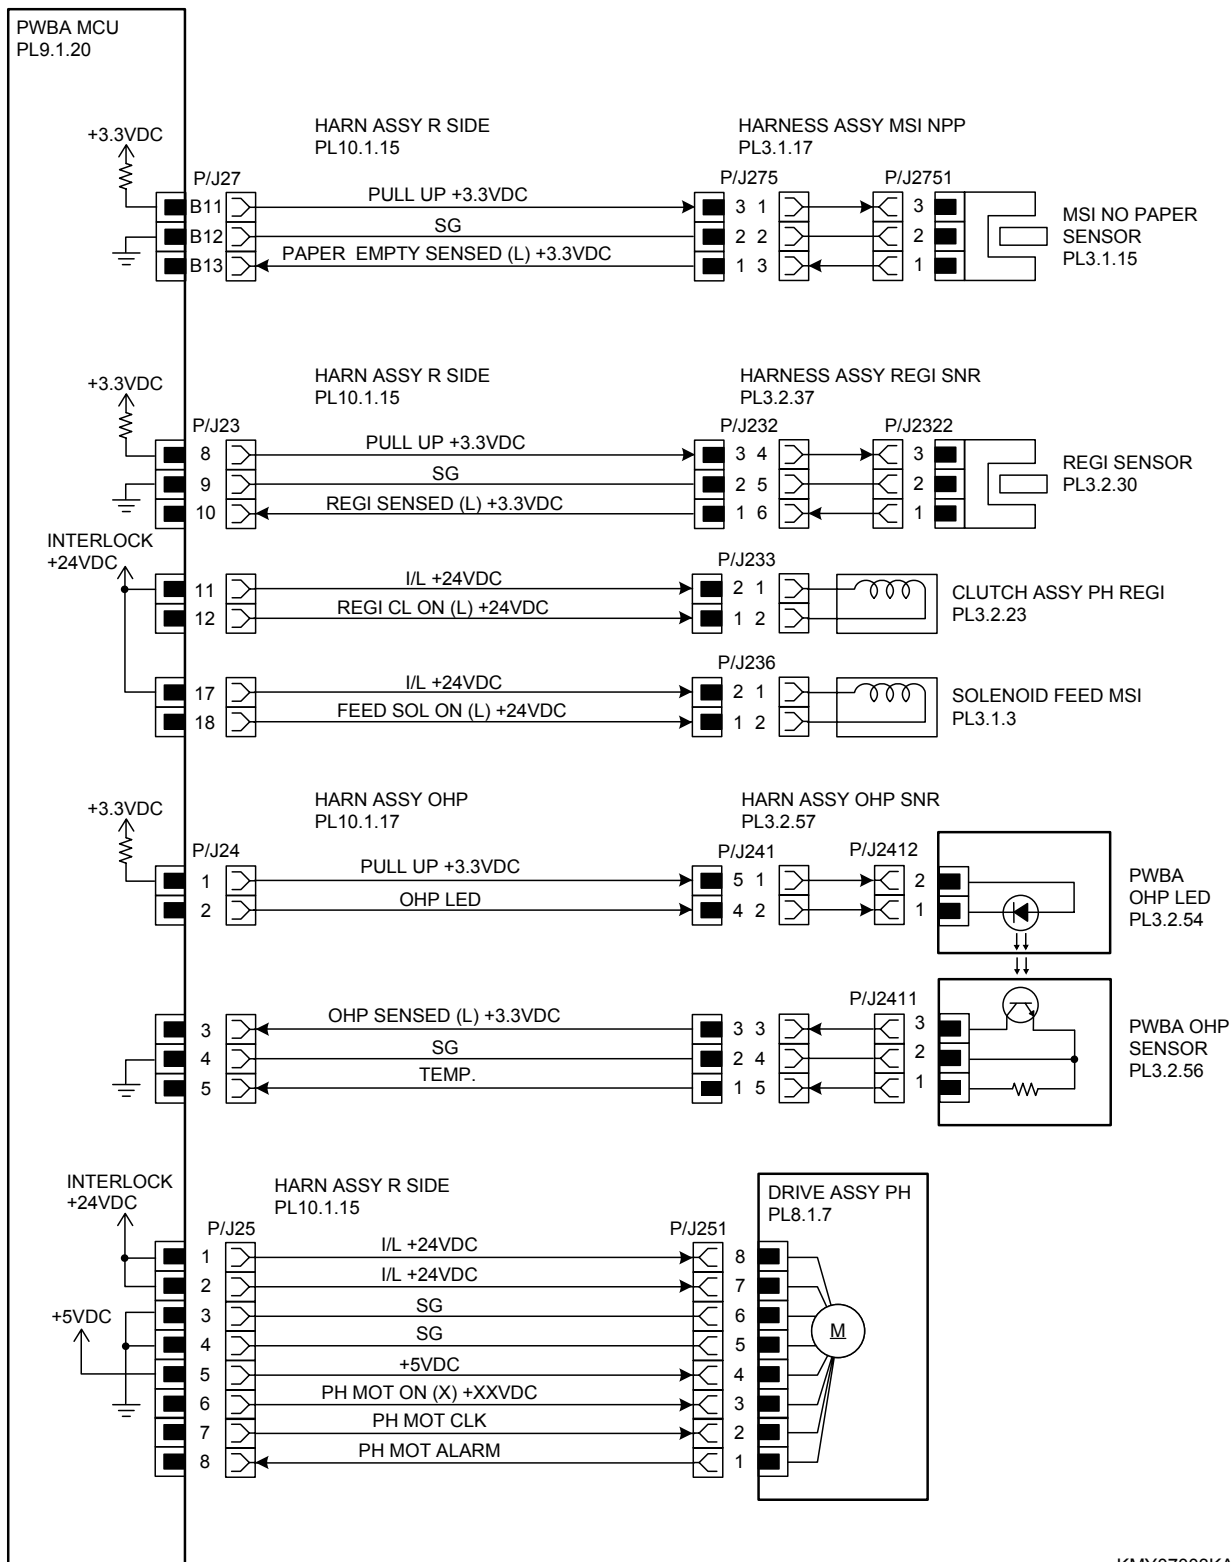 PWBA MCU
PL9.1.20
+3.3VDC
HARN ASSY R SIDE
PL10.1.15
HARNESS ASSY MSI NPP
PL3.1.17
P/J27
P/J275
P/J2751
B11
PULL UP +3.3VDC
3 1
3
B12
SG
2 2
2
B13
PAPER EMPTY SENSED (L) +3.3VDC
1 3
1
MSI NO PAPER
SENSOR
PL3.1.15
+3.3VDC
HARN ASSY R SIDE
PL10.1.15
HARNESS ASSY REGI SNR
PL3.2.37
P/J23
P/J232
P/J2322
8
PULL UP +3.3VDC
3 4
3
9
SG
2 5
2
10
REGI SENSED (L) +3.3VDC
1 6
1
REGI SENSOR
PL3.2.30
INTERLOCK
+24VDC
P/J233
11
I/L +24VDC
2 1
12
REGI CL ON (L) +24VDC
1 2
CLUTCH ASSY PH REGI
PL3.2.23
P/J236
17
I/L +24VDC
2 1
18
FEED SOL ON (L) +24VDC
1 2
SOLENOID FEED MSI
PL3.1.3
+3.3VDC
HARN ASSY OHP
PL10.1.17
HARN ASSY OHP SNR
PL3.2.57
P/J24
P/J241
P/J2412
1
PULL UP +3.3VDC
5 1
2
2
OHP LED
4 2
1
PWBA
OHP LED
PL3.2.54
P/J2411
3
OHP SENSED (L) +3.3VDC
3 3
3
4
SG
2 4
2
5
TEMP.
1 5
1
PWBA OHP
SENSOR
PL3.2.56
INTERLOCK
+24VDC
HARN ASSY R SIDE
PL10.1.15
DRIVE ASSY PH
PL8.1.7
P/J25
P/J251
1
I/L +24VDC
8
2
I/L +24VDC
7
+5VDC
3
SG
6
4
SG
5
M
5
+5VDC
4
6
PH MOT ON (X) +XXVDC
3
7
PH MOT CLK
2
8
PH MOT ALARM
1